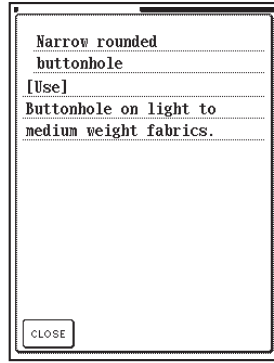 Narrow rounded
buttonhole
[Use]
Buttonhole on light to
medium weight fabrics.
CLOSE